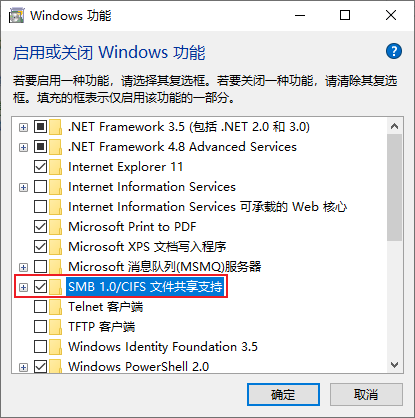 Windows 功能
启用或关闭 Windows 功能
若要启用一种功能，请选择其复选框。若要关闭一种功能，请清除其复选
框。填充的框表示仅启用该功能的一部分。
.NET Framework 3.5 (包括 .NET 2.0 和 3.0)
.NET Framework 4.8 Advanced Services
Internet Explorer 11
Internet Information Services
Internet Information Services 可承载的 Web 核心
Microsoft Print to PDF
Microsoft XPS 文档写入程序
Microsoft 消息队列(MSMQ)服务器
SMB 1.0/CIFS 文件共享支持
Telnet 客户端
TFTP 客户端
Windows Identity Foundation 3.5
Windows PowerShell 2.0
确定
取消